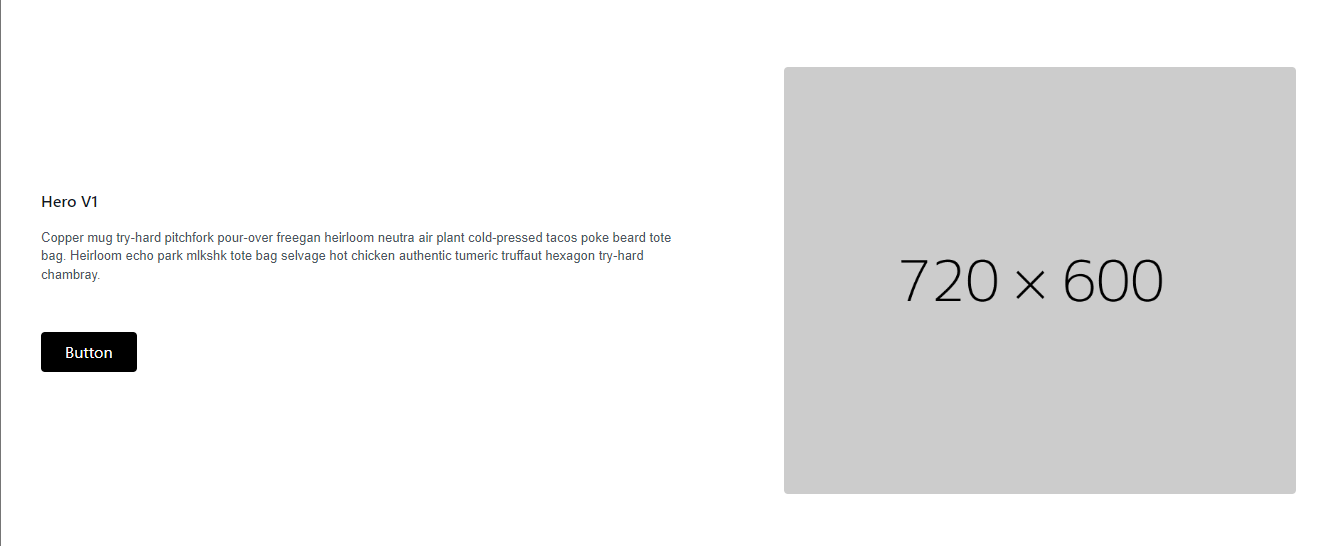 Hero V1
Copper mug try-hard pitchfork pour-over freegan heirloom neutra air plant cold-pressed tacos poke beard tote
bag. Heirloom echo park mlkshk tote bag selvage hot chicken authentic tumeric truffaut hexagon try-hard
chambray.
Button
720 × 600